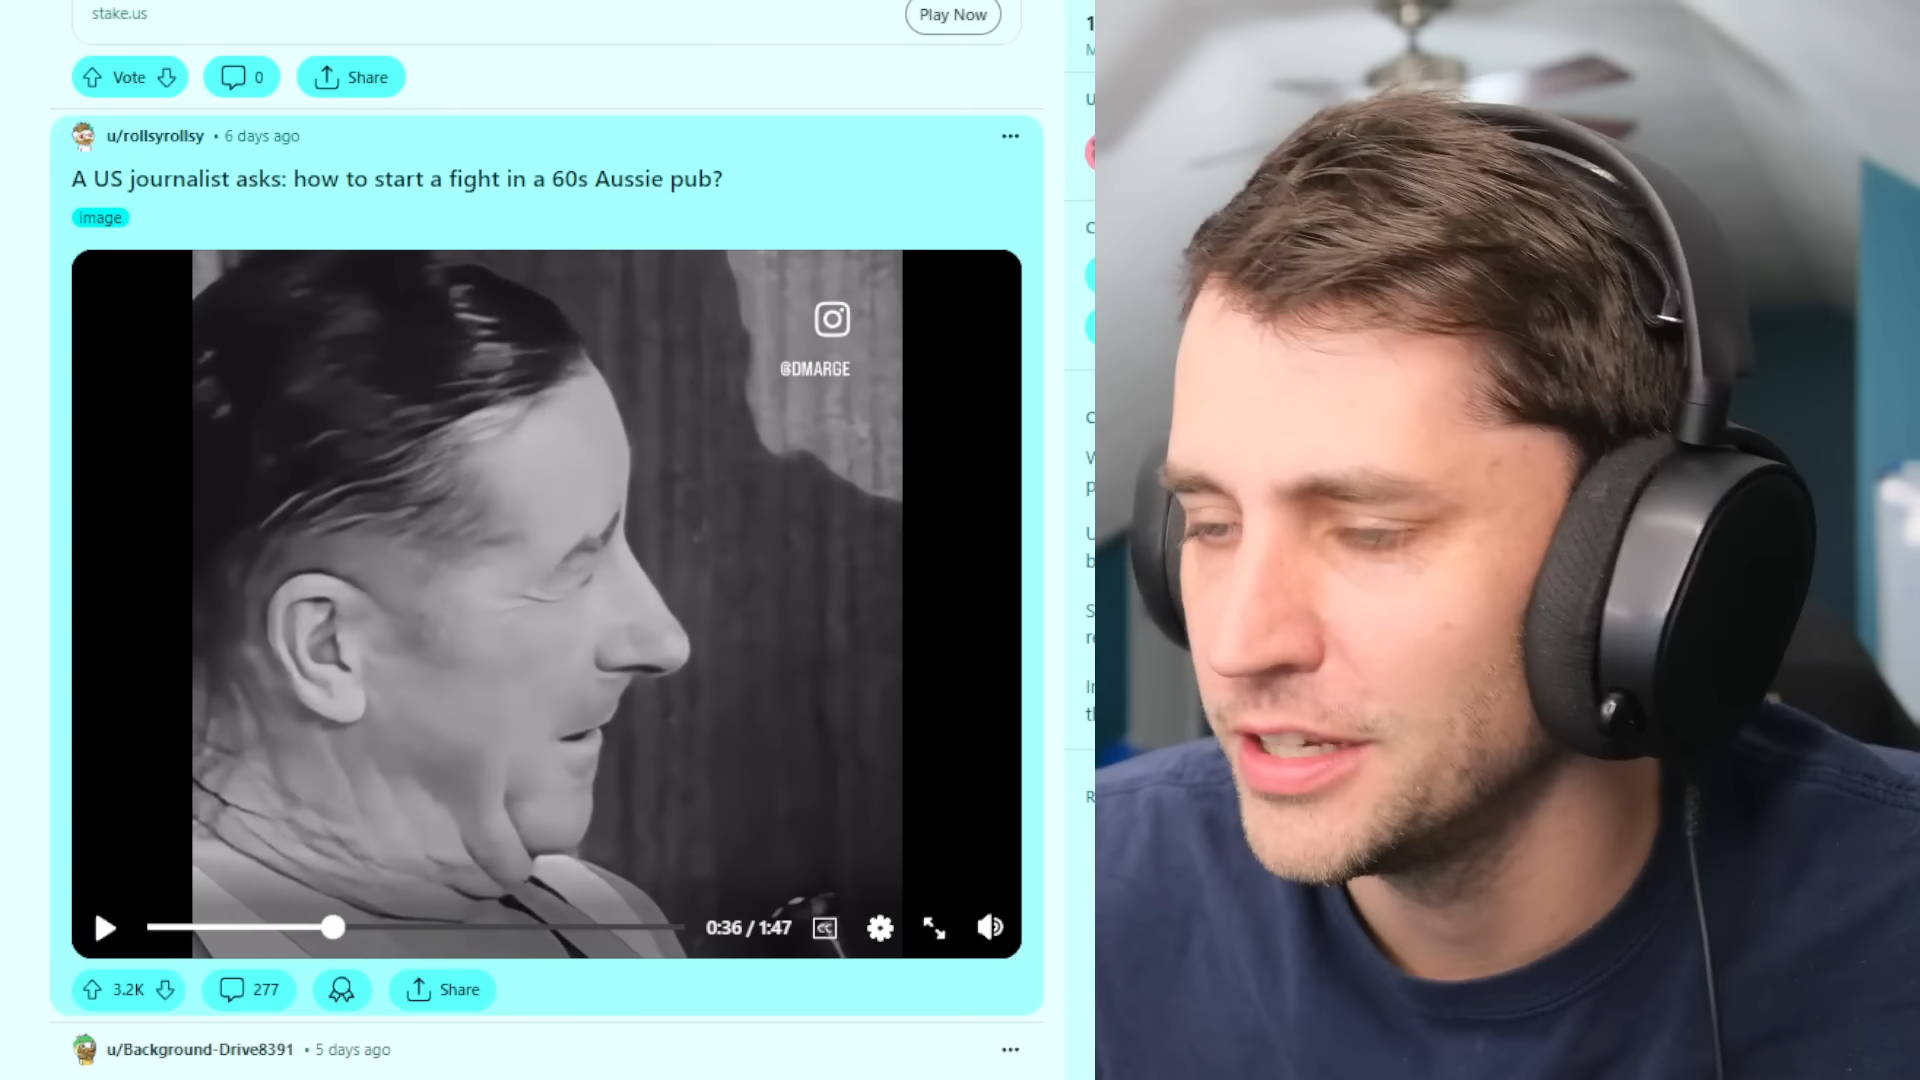 stake.us
Play Now
Vote
0
Share
u/rollsyrollsy • 6 days ago
A US journalist asks: how to start a fight in a 60s Aussie pub?
image
@DMARGE
0:36 / 1:47
CC
3.2K
277
Share
u/Background-Drive8391 • 5 days ago